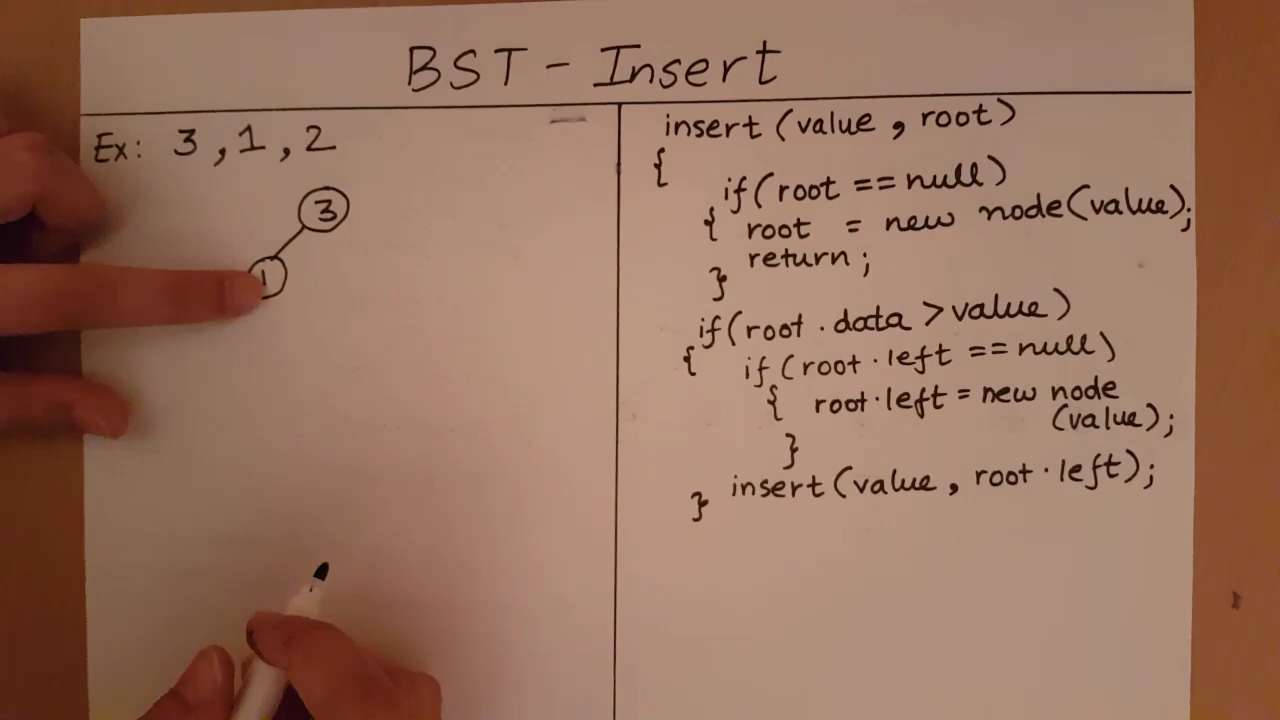 BST - Insert
Ex: 3, 1, 2
3
1
insert (value, root)
{
if (root == null)
{ root = new node(value);
return;
}
if (root.data > value)
{ if (root.left == null)
{ root.left = new node
(value);
}
insert (value, root.left);
}